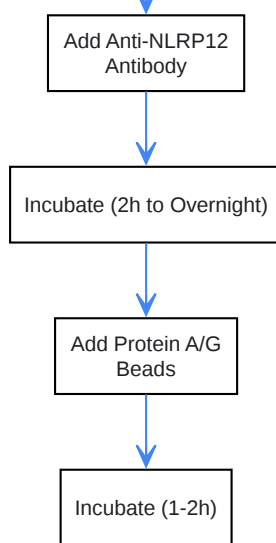 Add Anti-NLRP12
Antibody
Incubate (2h to Overnight)
Add Protein A/G
Beads
Incubate (1-2h)